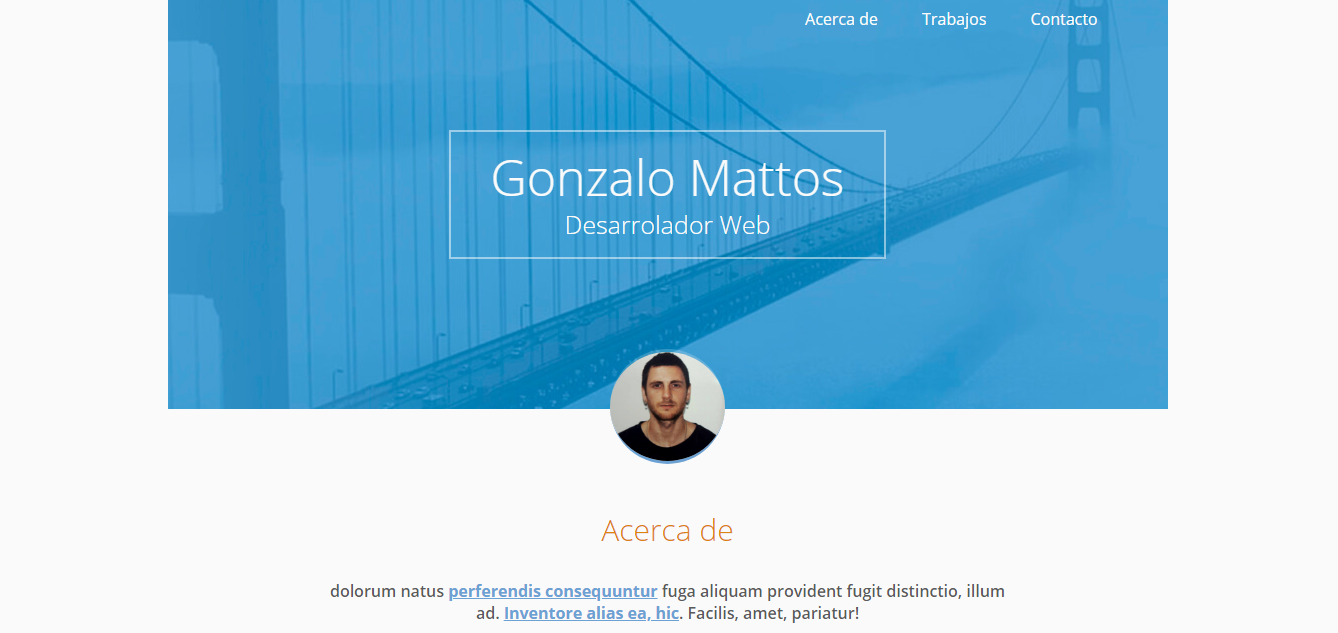 Acerca de Trabajos Contacto
Gonzalo Mattos
Desarrolador Web
Acerca de
dolorum natus perferendis consequuntur fuga aliquam provident fugit distinctio, illum
ad. Inventore alias ea, hic. Facilis, amet, pariatur!